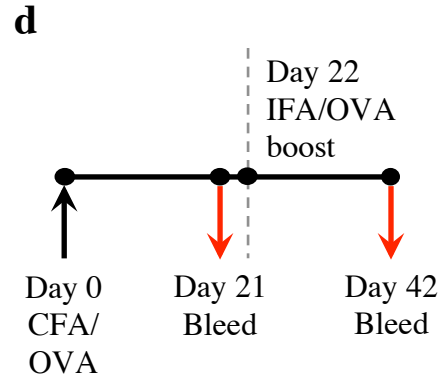 d
Day 22
IFA/OVA
boost
Day 0
CFA/
OVA
Day 21
Bleed
Day 42
Bleed